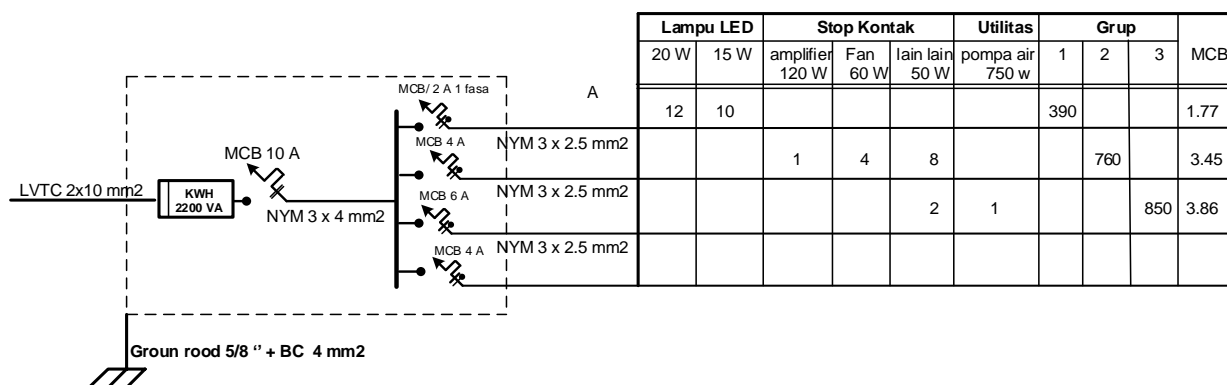 Lampu LED Stop Kontak Utilitas Grup
20 W 15 W amplifier 120 W Fan 60 W lain lain 50 W pompa air 750 w 1 2 3 MCB
12 10 390 1.77
1 4 8 760 3.45
2 1 850 3.86
A
MCB/ 2 A 1 fasa
NYM 3 x 2.5 mm2
MCB 4 A
NYM 3 x 2.5 mm2
MCB 6 A
NYM 3 x 2.5 mm2
MCB 4 A
MCB 10 A
LVTC 2x10 mm2
KWH
2200 VA
NYM 3 x 4 mm2
Groun rood 5/8 ‘’ + BC 4 mm2